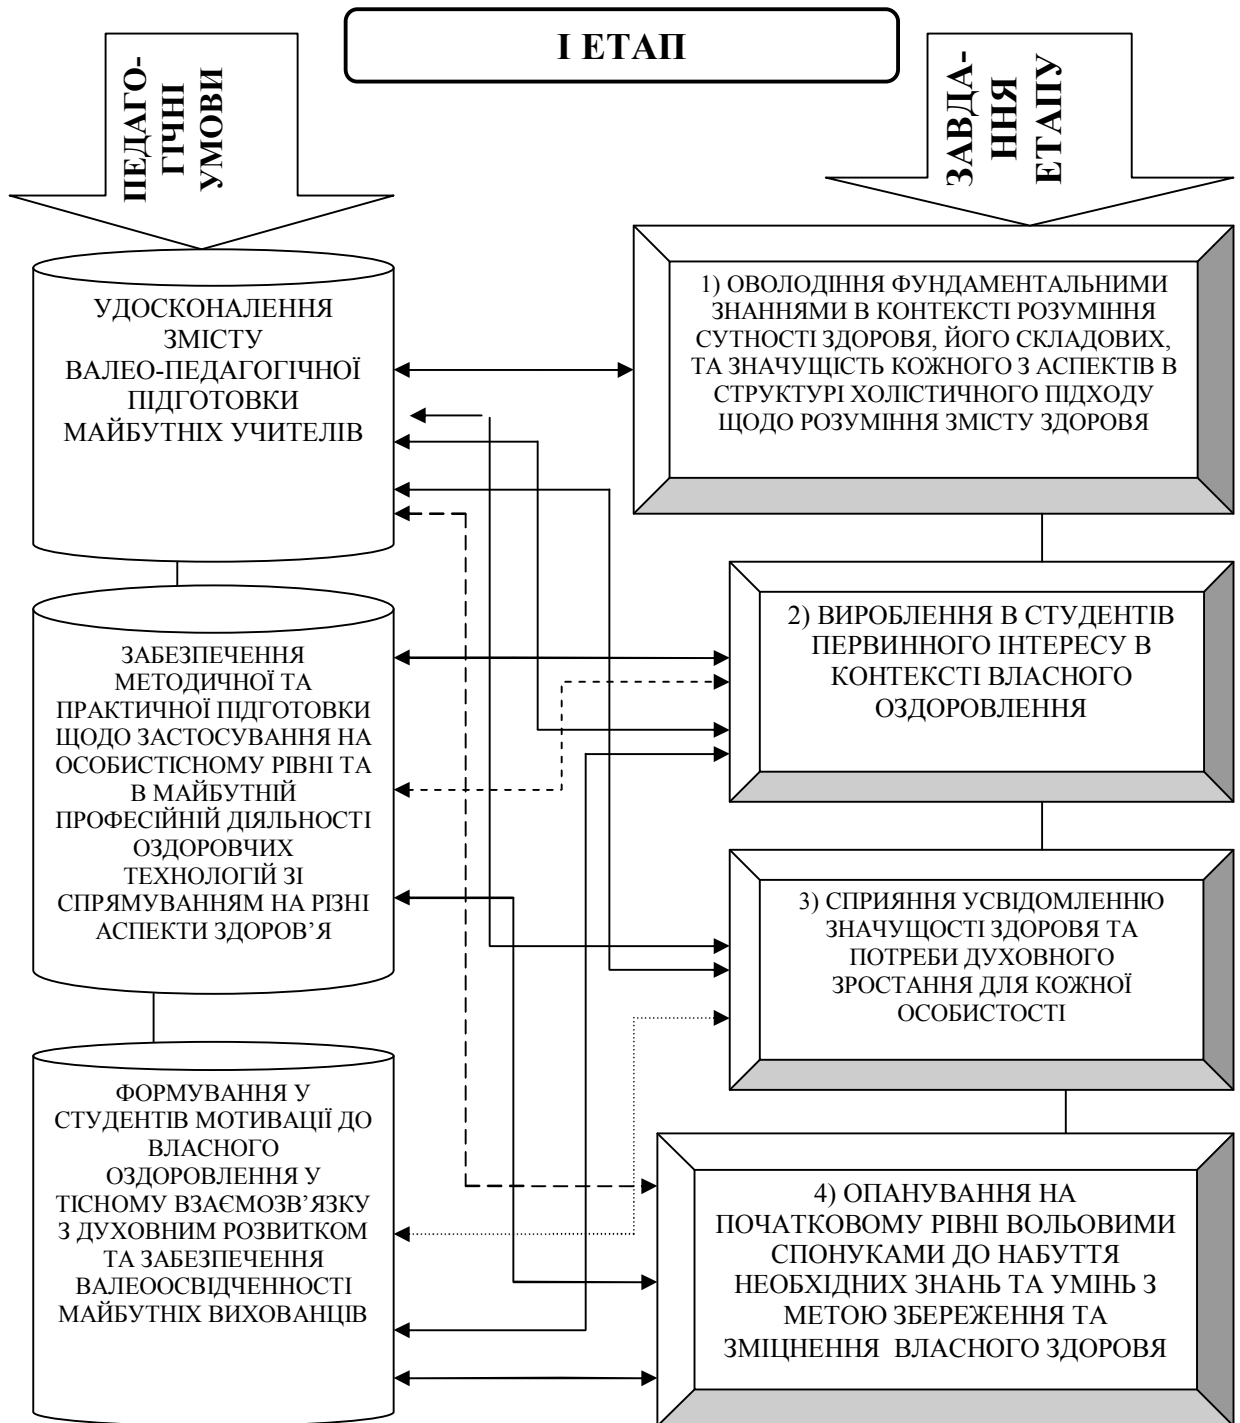 І ЕТАП
ПЕДАГО-
ГІЧНІ
УМОВИ
ЗАВДА-
ННЯ
ЕТАПУ
УДОСКОНАЛЕННЯ
ЗМІСТУ
ВАЛЕО-ПЕДАГОГІЧНОЇ
ПІДГОТОВКИ
МАЙБУТНІХ УЧИТЕЛІВ
1) ОВОЛОДІННЯ ФУНДАМЕНТАЛЬНИМИ
ЗНАННЯМИ В КОНТЕКСТІ РОЗУМІННЯ
СУТНОСТІ ЗДОРОВЯ, ЙОГО СКЛАДОВИХ,
ТА ЗНАЧУЩІСТЬ КОЖНОГО З АСПЕКТІВ В
СТРУКТУРІ ХОЛІСТИЧНОГО ПІДХОДУ
ЩОДО РОЗУМІННЯ ЗМІСТУ ЗДОРОВЯ
ЗАБЕЗПЕЧЕННЯ
МЕТОДИЧНОЇ ТА
ПРАКТИЧНОЇ ПІДГОТОВКИ
ЩОДО ЗАСТОСУВАННЯ НА
ОСОБИСТІСНОМУ РІВНІ ТА
В МАЙБУТНІЙ
ПРОФЕСІЙНІЙ ДІЯЛЬНОСТІ
ОЗДОРОВЧИХ
ТЕХНОЛОГІЙ ЗІ
СПРЯМУВАННЯМ НА РІЗНІ
АСПЕКТИ ЗДОРОВ’Я
2) ВИРОБЛЕННЯ В СТУДЕНТІВ
ПЕРВИННОГО ІНТЕРЕСУ В
КОНТЕКСТІ ВЛАСНОГО
ОЗДОРОВЛЕННЯ
3) СПРИЯННЯ УСВІДОМЛЕННЮ
ЗНАЧУЩОСТІ ЗДОРОВЯ ТА
ПОТРЕБИ ДУХОВНОГО
ЗРОСТАННЯ ДЛЯ КОЖНОЇ
ОСОБИСТОСТІ
ФОРМУВАННЯ У
СТУДЕНТІВ МОТИВАЦІЇ ДО
ВЛАСНОГО
ОЗДОРОВЛЕННЯ У
ТІСНОМУ ВЗАЄМОЗВ’ЯЗКУ
З ДУХОВНИМ РОЗВИТКОМ
ТА ЗАБЕЗПЕЧЕННЯ
ВАЛЕООСВІДЧЕННОСТІ
МАЙБУТНІХ ВИХОВАНЦІВ
4) ОПАНУВАННЯ НА
ПОЧАТКОВОМУ РІВНІ ВОЛЬОВИМИ
СПОНУКАМИ ДО НАБУТТЯ
НЕОБХІДНИХ ЗНАНЬ ТА УМІНЬ З
МЕТОЮ ЗБЕРЕЖЕННЯ ТА
ЗМІЦНЕННЯ ВЛАСНОГО ЗДОРОВЯ